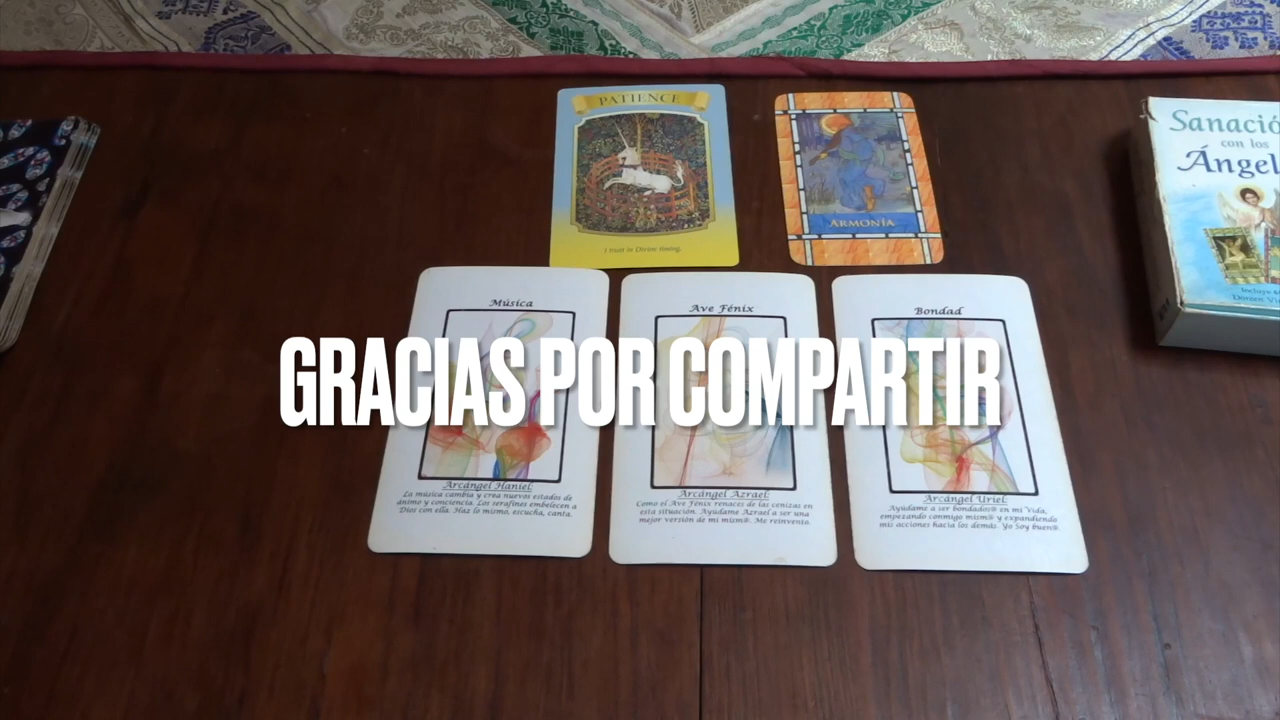 PATIENCE
I trust in Divine timing.
ARMONÍA
Sanació
con los
Ángel
Incluye
Doreen Vi
Música
Ave Fénix
Bondad
GRACIAS POR COMPARTIR
Arcángel Haniel:
La música cambia y crea nuevos estados de
ánimo y conciencia. Los serafines embelecen a
Dios con ella. Haz lo mismo, escucha, canta.
Arcángel Azrael:
Como el Ave Fénix renaces de las cenizas en
esta situación. Ayúdame Azrael a ser una
mejor versión de mi mism@. Me reinvento.
Arcángel Uriel:
Ayúdame a ser bondados@ en mi Vida,
empezando conmigo mism@ y expandiendo
mis acciones hacia los demás. Yo Soy buen@